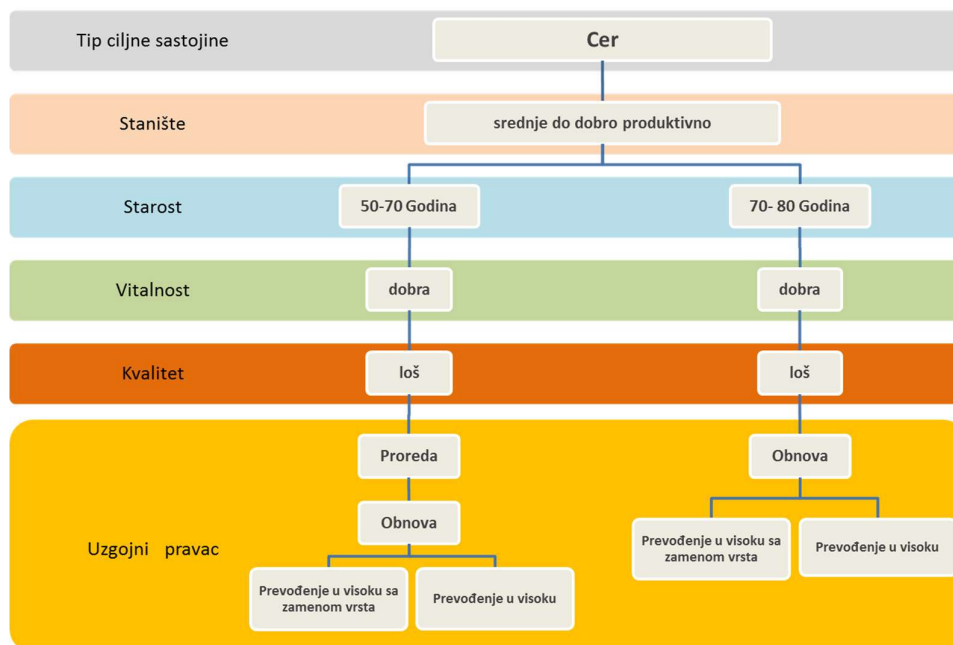 Tip ciljne sastojine
Cer
Stanište
srednje do dobro produktivno
Starost
50-70 Godina
70- 80 Godina
Vitalnost
dobra
dobra
Kvalitet
loš
loš
Uzgojni pravac
Proreda
Obnova
Prevođenje u visoku sa
zamenom vrsta
Prevođenje u visoku
Obnova
Prevođenje u visoku sa
zamenom vrsta
Prevođenje u visoku